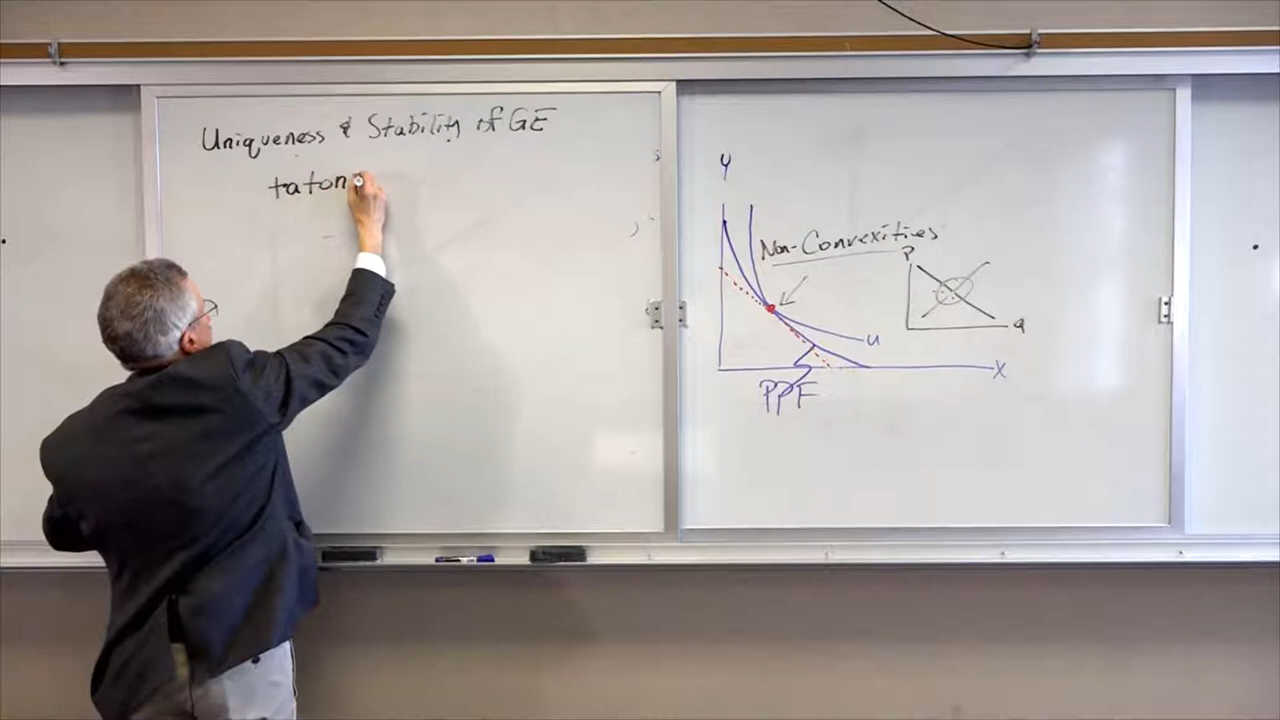 Uniqueness & Stability of GE
taton
Y
Non-Convexities
P
Q
U
X
PPF